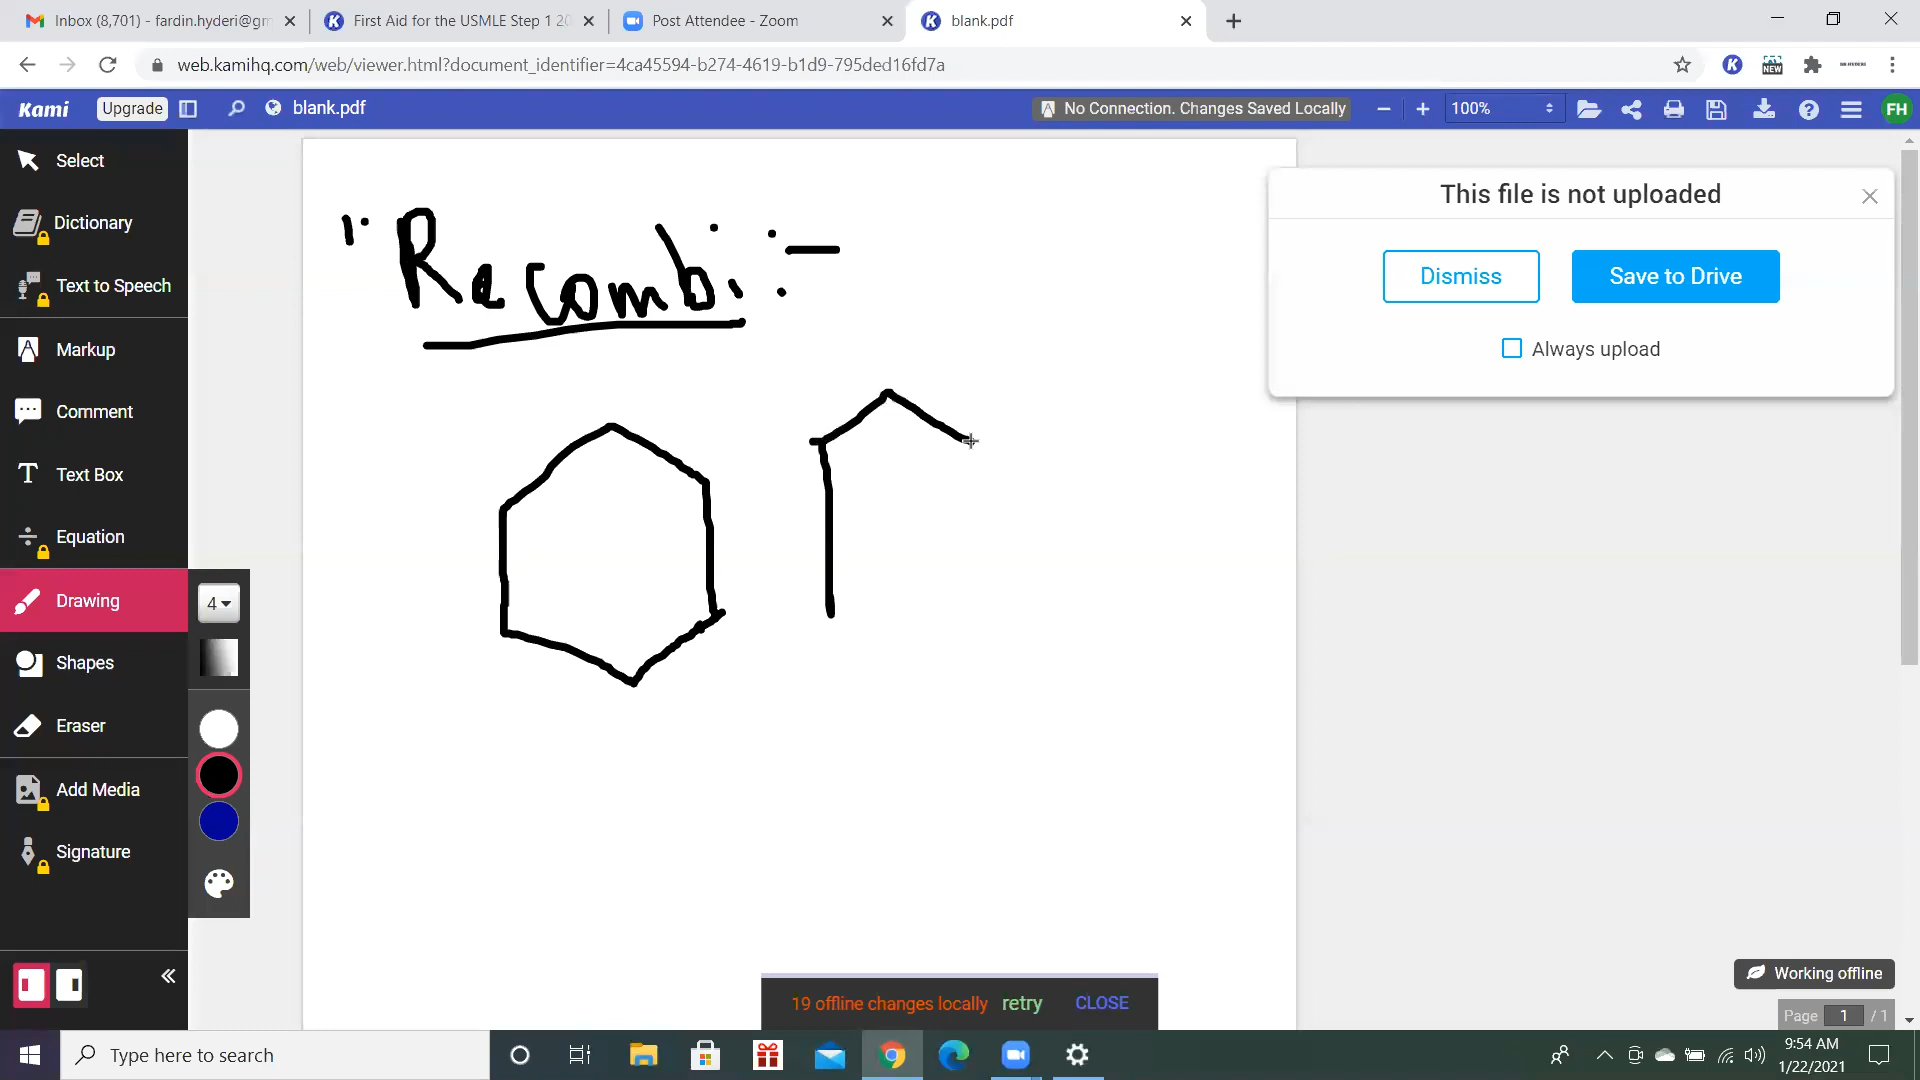 Inbox (8,701) - fardin.hyderi@gm
First Aid for the USMLE Step 1 20
Post Attendee - Zoom
blank.pdf
web.kamihq.com/web/viewer.html?document_identifier=4ca45594-b274-4619-b1d9-795ded16fd7a
NEW
Kami
Upgrade
blank.pdf
No Connection. Changes Saved Locally
100%
FH
Select
Dictionary
Text to Speech
Markup
Comment
Text Box
Equation
Drawing
4
Shapes
Eraser
Add Media
Signature
Recombi :-
This file is not uploaded
Dismiss
Save to Drive
Always upload
19 offline changes locally retry CLOSE
Working offline
Page 1 / 1
Type here to search
9:54 AM
1/22/2021